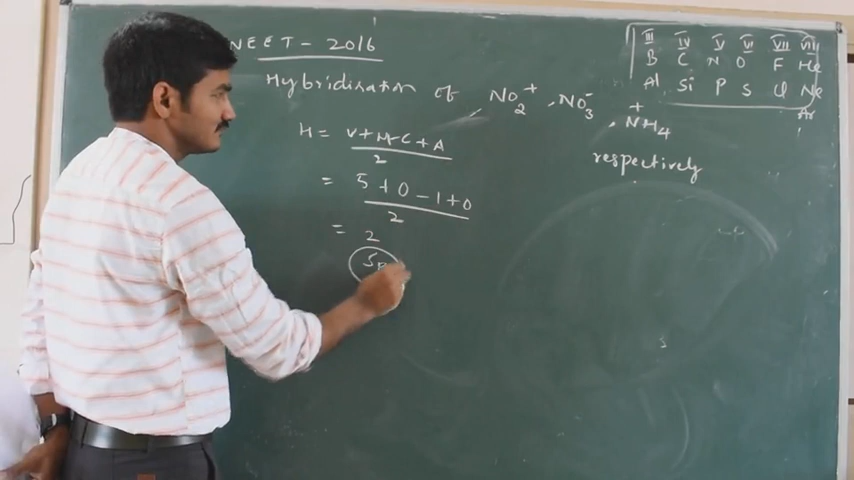 NEET - 2016
Hybridisation of NO₂⁺, NO₃⁻
, NH₄⁺
respectively
H = V+M-C+A
2
= 5+0-1+0
2
= 2
SP
III IV V VI VII VIII
B C N O F He
Al Si P S Cl Ne
Ar